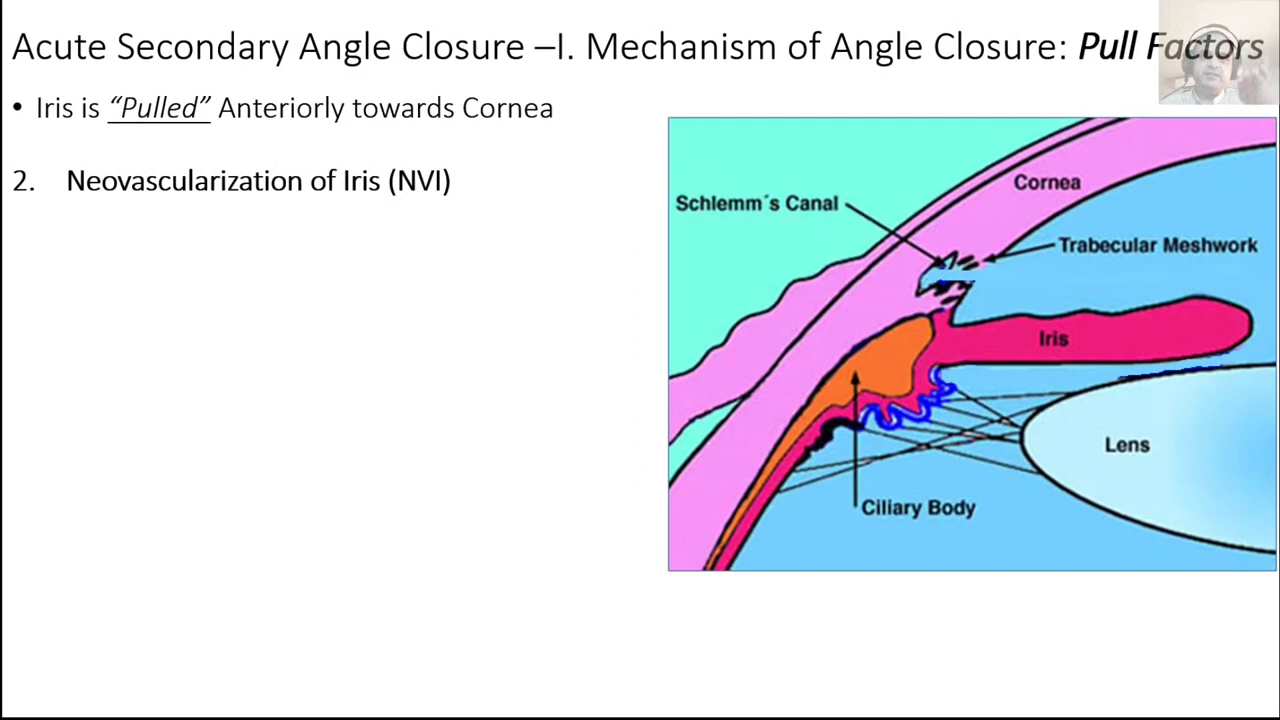 Acute Secondary Angle Closure –I. Mechanism of Angle Closure: Pull Factors
• Iris is “Pulled” Anteriorly towards Cornea
2. Neovascularization of Iris (NVI)
Cornea
Schlemm´s Canal
Trabecular Meshwork
Iris
Lens
Ciliary Body